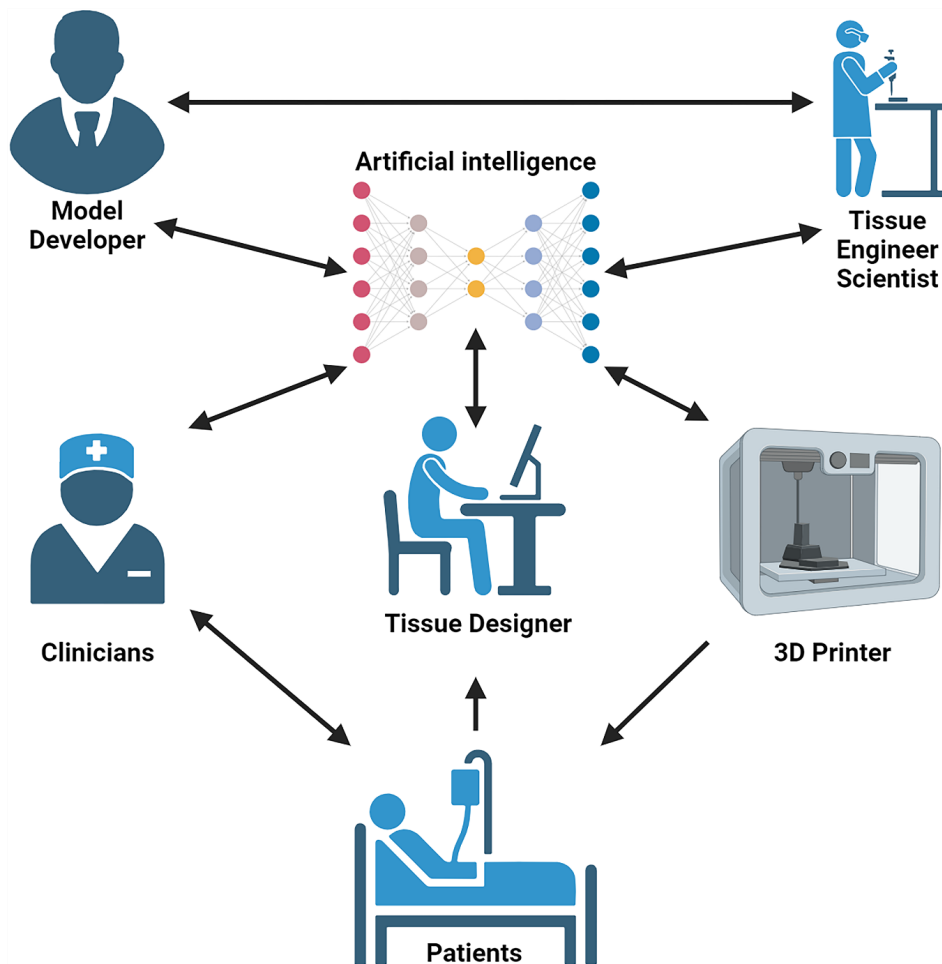 Artificial intelligence
Model
Developer
Tissue
Engineer
Scientist
Tissue Designer
Clinicians
3D Printer
Patients